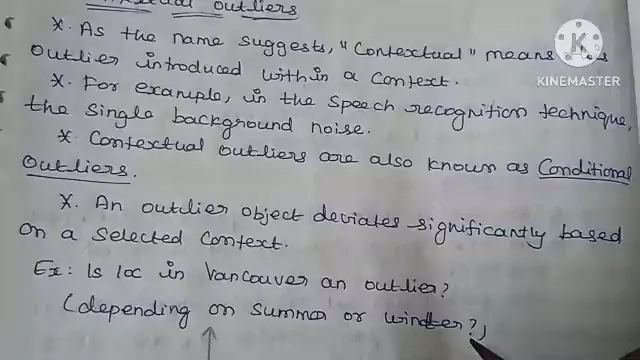 outliers
*. As the name suggests, "Contextual" means this
Outlier introduced within a context.
*. For example, in the speech recognition technique,
the single background noise.
*. Contextual outliers are also known as Conditional
Outliers.
*. An outlier object deviates significantly based
on a selected context.
Ex: Is 10c in Vancouver an outlier?
(depending on summer or winter?)
KINEMASTER